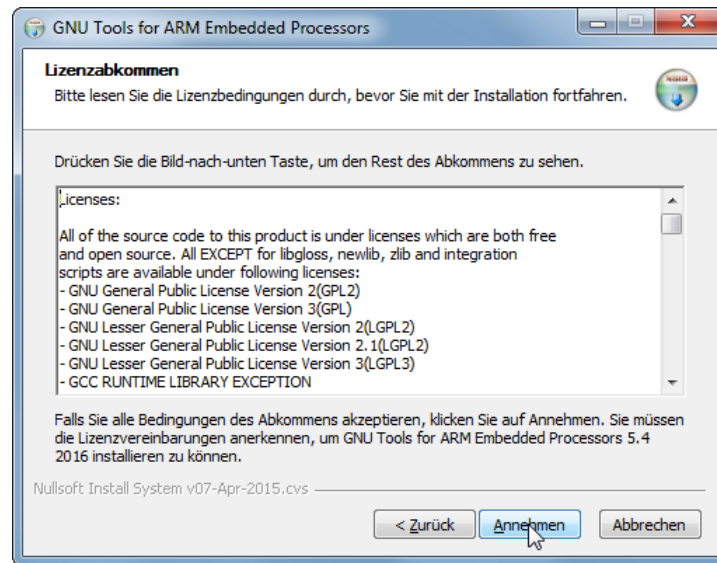 GNU Tools for ARM Embedded Processors
Lizenzabkommen
Bitte lesen Sie die Lizenzbedingungen durch, bevor Sie mit der Installation fortfahren.
Drücken Sie die Bild-nach-unten Taste, um den Rest des Abkommens zu sehen.
Licenses:
All of the source code to this product is under licenses which are both free
and open source. All EXCEPT for libgloss, newlib, zlib and integration
scripts are available under following licenses:
- GNU General Public License Version 2(GPL2)
- GNU General Public License Version 3(GPL)
- GNU Lesser General Public License Version 2(LGPL2)
- GNU Lesser General Public License Version 2.1(LGPL2)
- GNU Lesser General Public License Version 3(LGPL3)
- GCC RUNTIME LIBRARY EXCEPTION
Falls Sie alle Bedingungen des Abkommens akzeptieren, klicken Sie auf Annehmen. Sie müssen
die Lizenzvereinbarungen anerkennen, um GNU Tools for ARM Embedded Processors 5.4
2016 installieren zu können.
Nullsoft Install System v07-Apr-2015.cvs
< Zurück Annehmen Abbrechen